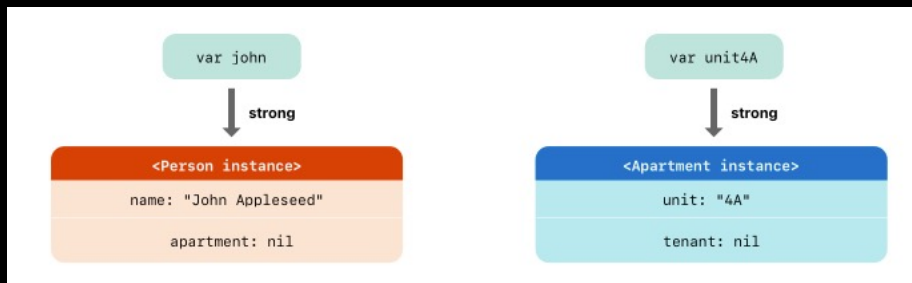 var john
var unit4A
strong
strong
<Person instance>
<Apartment instance>
name: "John Appleseed"
unit: "4A"
apartment: nil
tenant: nil